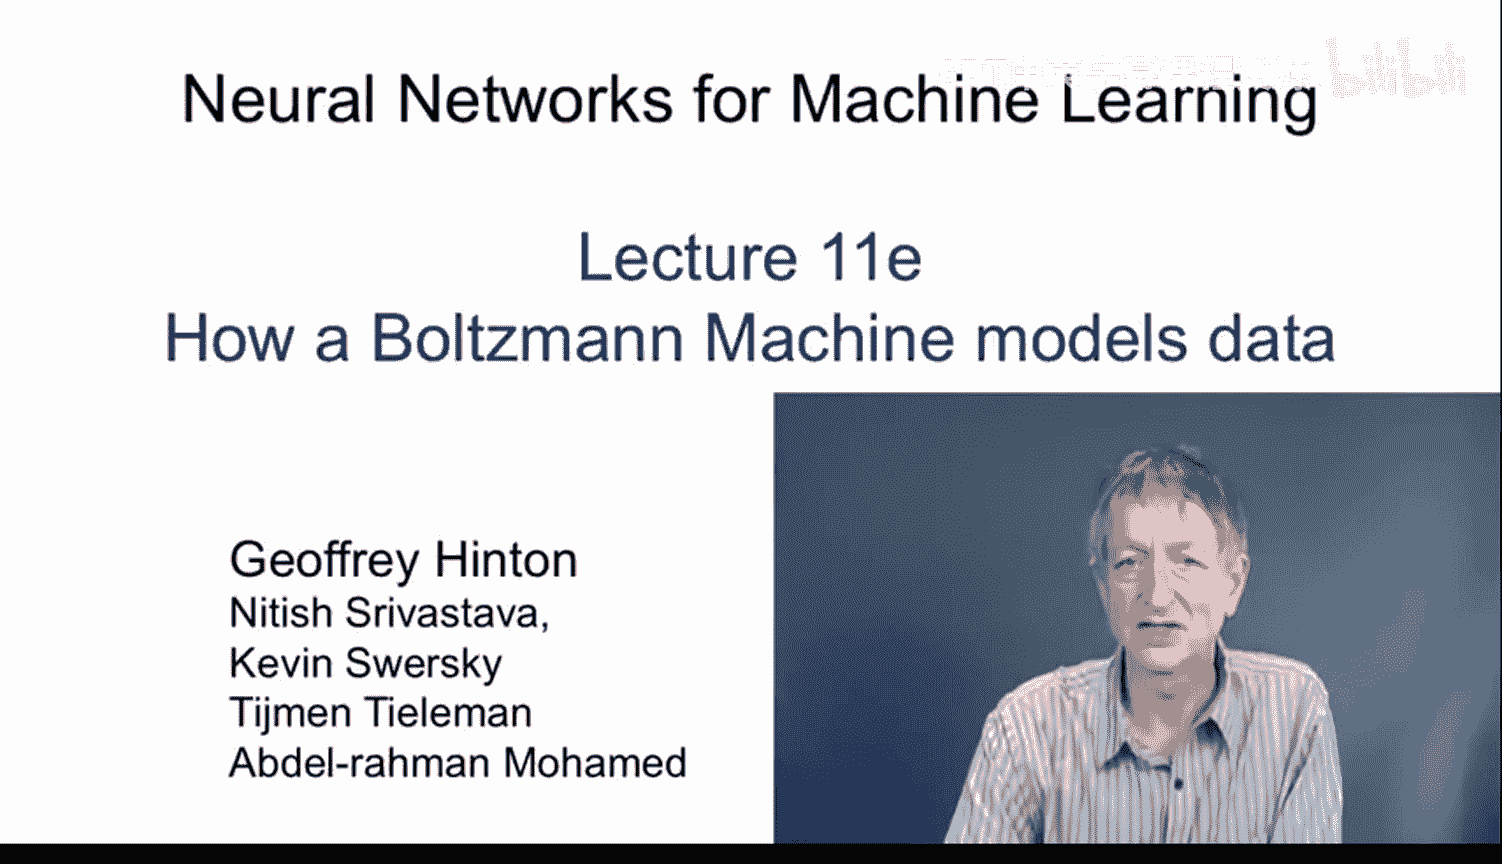 Neural Networks for Machine Learning
bilibili
Lecture 11e
How a Boltzmann Machine models data
Geoffrey Hinton
Nitish Srivastava,
Kevin Swersky
Tijmen Tieleman
Abdel-rahman Mohamed